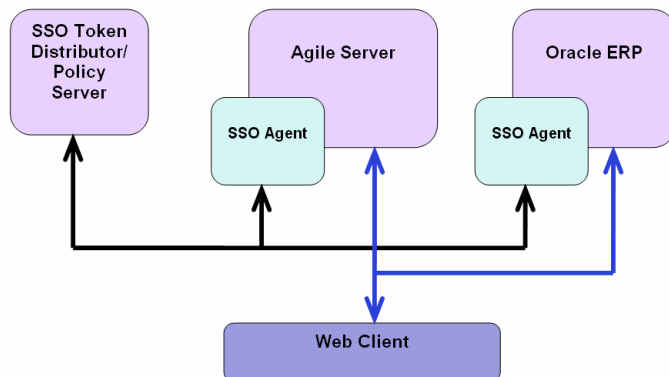 SSO Token
Distributor/
Policy
Server
Agile Server
Oracle ERP
SSO Agent
SSO Agent
Web Client